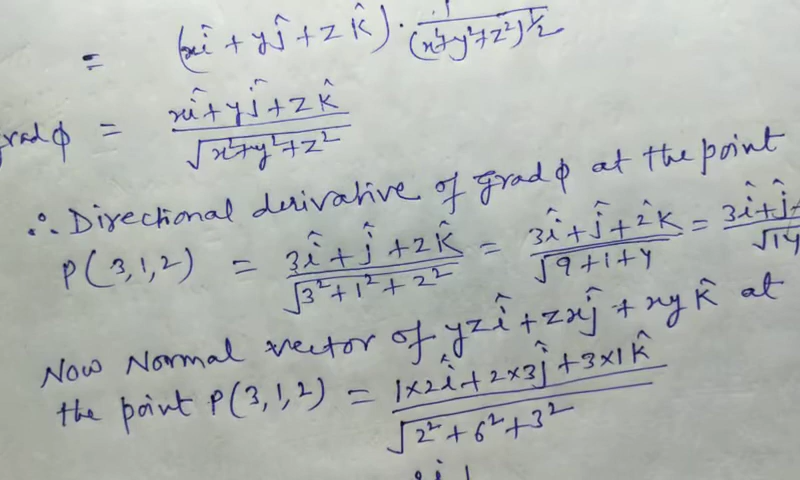 = (xî + yĵ + zk̂) · 1/(x²+y²+z²)^1/2
grad φ = xî + yĵ + zk̂ / √x²+y²+z²
∴ Directional derivative of grad φ at the point
P(3,1,2) = 3î + ĵ + 2k̂ / √3²+1²+2² = 3î + ĵ + 2̂k / √9+1+4 = 3î+ĵ+ / √14
Now Normal vector of yzî + zxĵ + xyk̂ at
the point P(3,1,2) = 1×2î + 2×3ĵ + 3×1k̂ / √2²+6²+3²